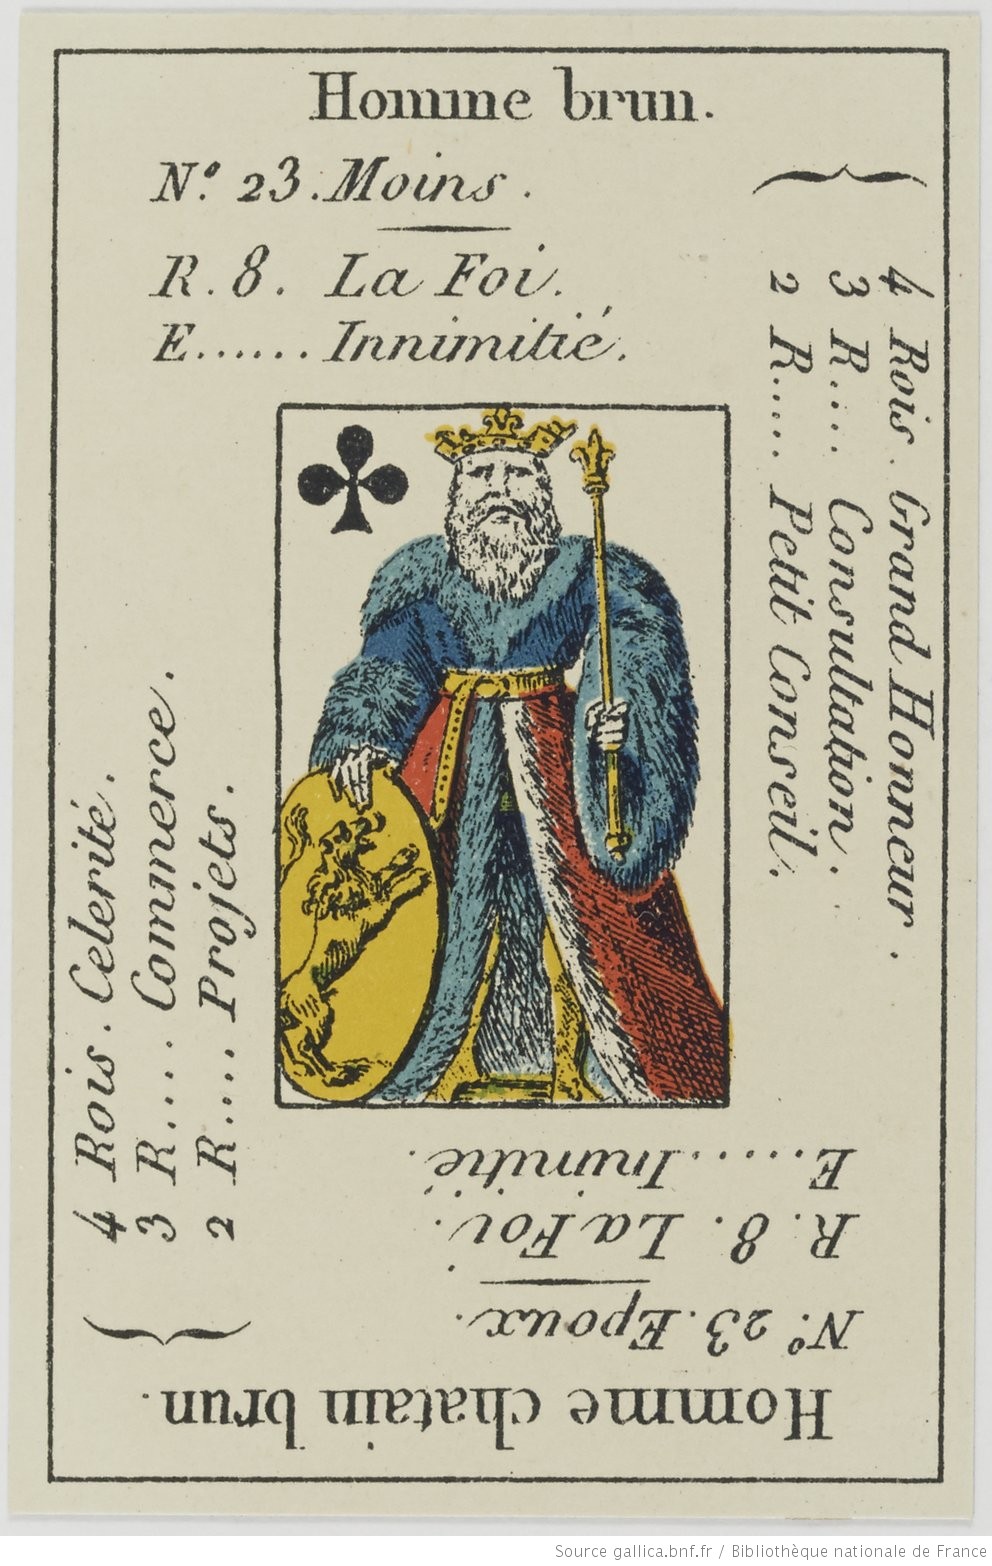 Homme brun.
N.º 23. Moins.
R. 8. La Foi.
E...... Innimitié.
4 Rois. Grand Honneur.
3 R.... Consultation.
2 R.... Petit Conseil.
4 Rois. Celerité.
3 R.... Commerce.
2 R.... Projets.
Homme chatain brun.
N.º 23. Epoux.
R. 8. La Foi.
E...... Inimitié.
Source gallica.bnf.fr / Bibliothèque nationale de France